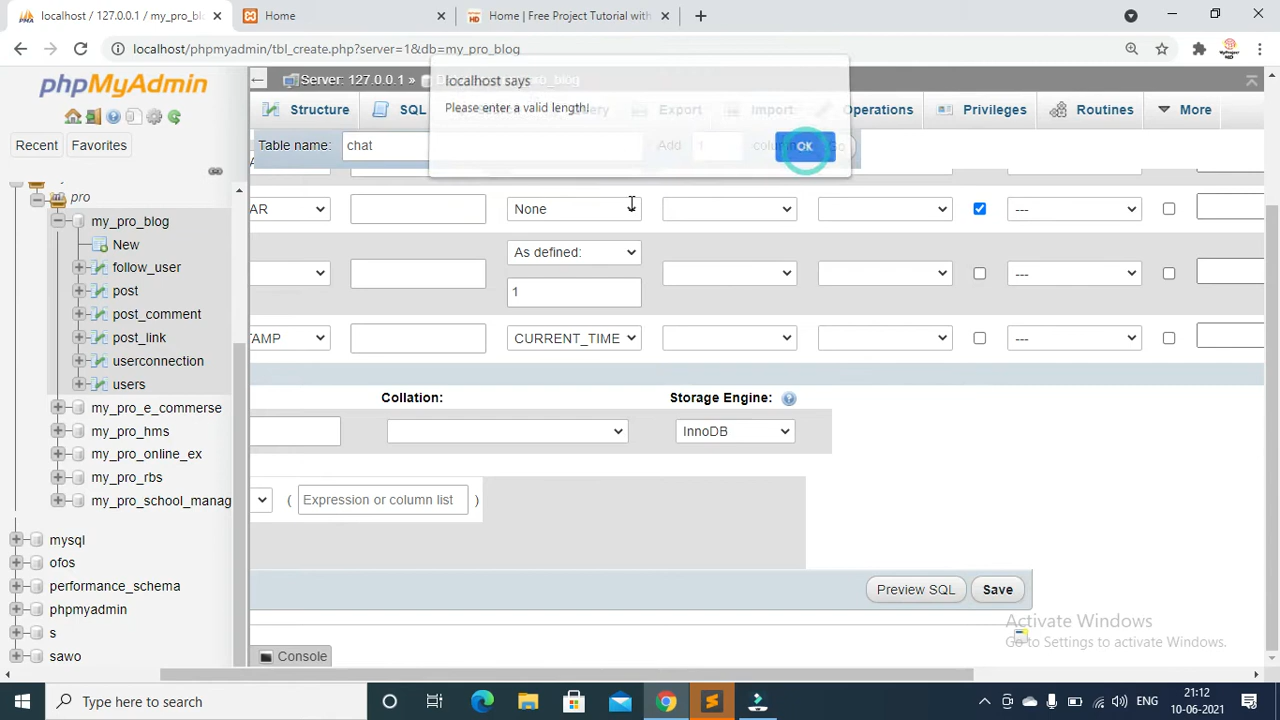 localhost / 127.0.0.1 / my_pro_bl
Home
Home | Free Project Tutorial with
localhost/phpmyadmin/tbl_create.php?server=1&db=my_pro_blog
phpMyAdmin
Recent
Favorites
pro
my_pro_blog
New
follow_user
post
post_comment
post_link
userconnection
users
my_pro_e_commerse
my_pro_hms
my_pro_online_ex
my_pro_rbs
my_pro_school_manag
mysql
ofos
performance_schema
phpmyadmin
s
sawo
Server: 127.0.0.1 »
Structure
SQL
Export
Import
Operations
Privileges
Routines
More
localhost says
Please enter a valid length!
OK
Table name:
chat
Add
1
Go
AR
None
---
As defined:
---
1
TAMP
CURRENT_TIME
---
Collation:
Storage Engine:
InnoDB
( Expression or column list )
Preview SQL
Save
Console
Activate Windows
Go to Settings to activate Windows.
Type here to search
ENG
21:12
10-06-2021